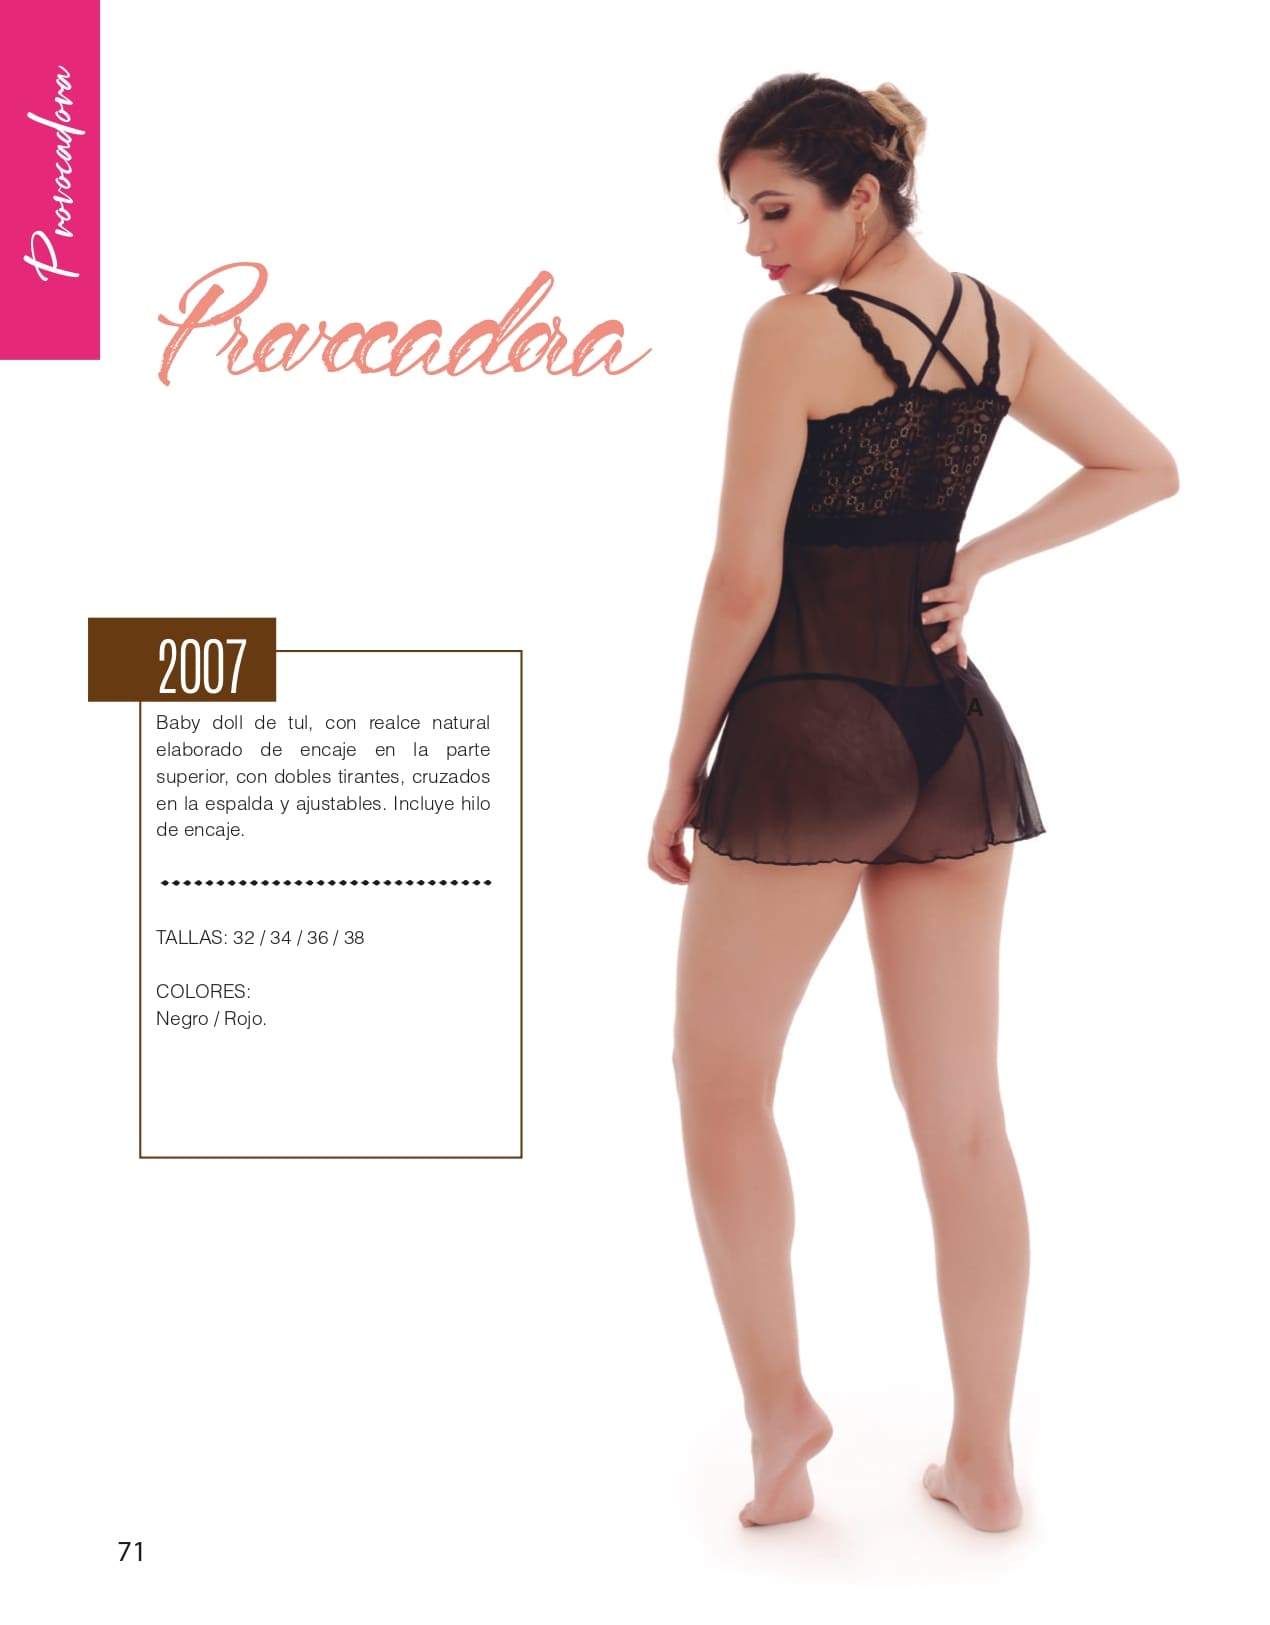 Provocadora
Provocadora
2007
Baby doll de tul, con realce natural
elaborado de encaje en la parte
superior, con dobles tirantes, cruzados
en la espalda y ajustables. Incluye hilo
de encaje.
TALLAS: 32 / 34 / 36 / 38
COLORES:
Negro / Rojo.
A
71